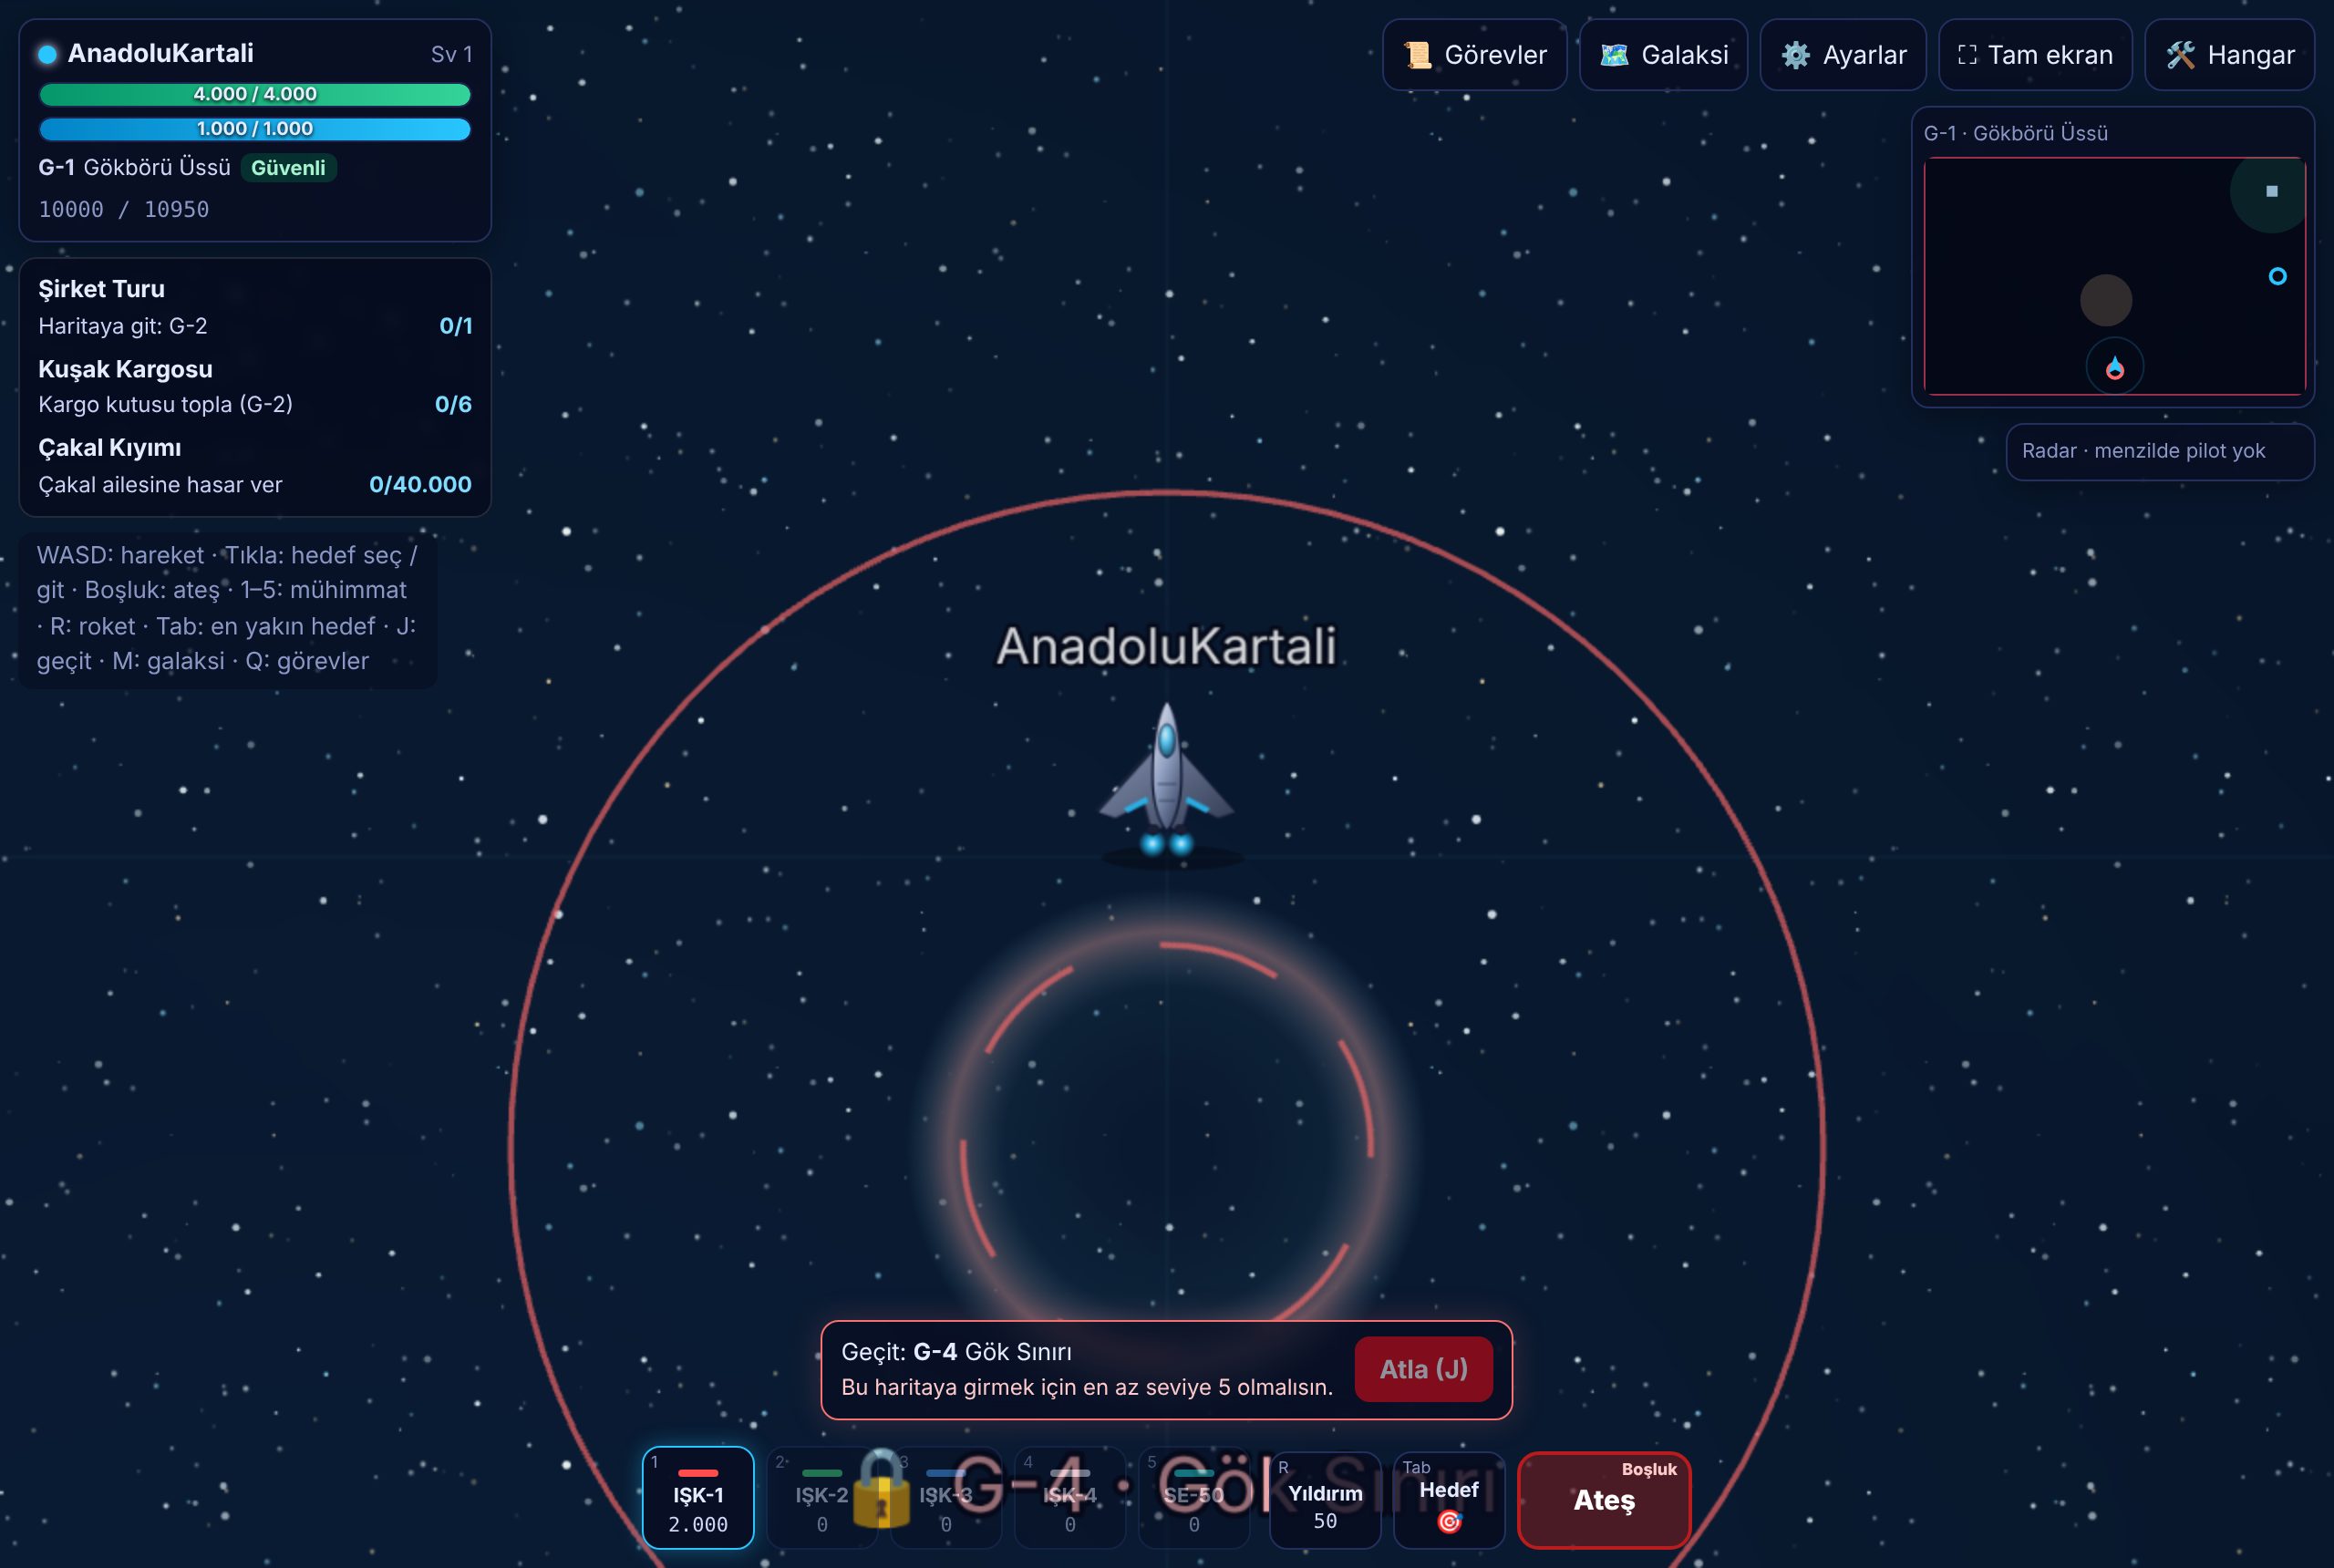 AnadoluKartali Sv 1
4.000 / 4.000
1.000 / 1.000
G-1 Gökbörü Üssü Güvenli
10000 / 10950
Şirket Turu
Haritaya git: G-2 0/1
Kuşak Kargosu
Kargo kutusu topla (G-2) 0/6
Çakal Kıyımı
Çakal ailesine hasar ver 0/40.000
WASD: hareket · Tıkla: hedef seç /
git · Boşluk: ateş · 1–5: mühimmat
· R: roket · Tab: en yakın hedef · J:
geçit · M: galaksi · Q: görevler
Görevler
Galaksi
Ayarlar
Tam ekran
Hangar
G-1 · Gökbörü Üssü
Radar · menzilde pilot yok
AnadoluKartali
Geçit: G-4 Gök Sınırı
Bu haritaya girmek için en az seviye 5 olmalısın.
Atla (J)
G-4 · Gök Sınırı
1
IŞK-1
2.000
2
IŞK-2
0
3
IŞK-3
0
4
IŞK-4
0
5
SE-50
0
R
Yıldırım
50
Tab
Hedef
Boşluk
Ateş